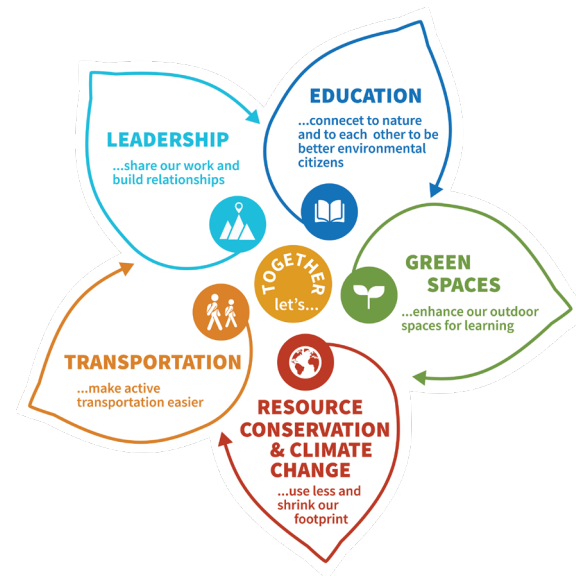 EDUCATION
...connecet to nature
and to each other to be
better environmental
citizens
LEADERSHIP
...share our work and
build relationships
TOGETHER
let's...
GREEN
SPACES
...enhance our outdoor
spaces for learning
TRANSPORTATION
...make active
transportation easier
RESOURCE
CONSERVATION
& CLIMATE
CHANGE
...use less and
shrink our
footprint